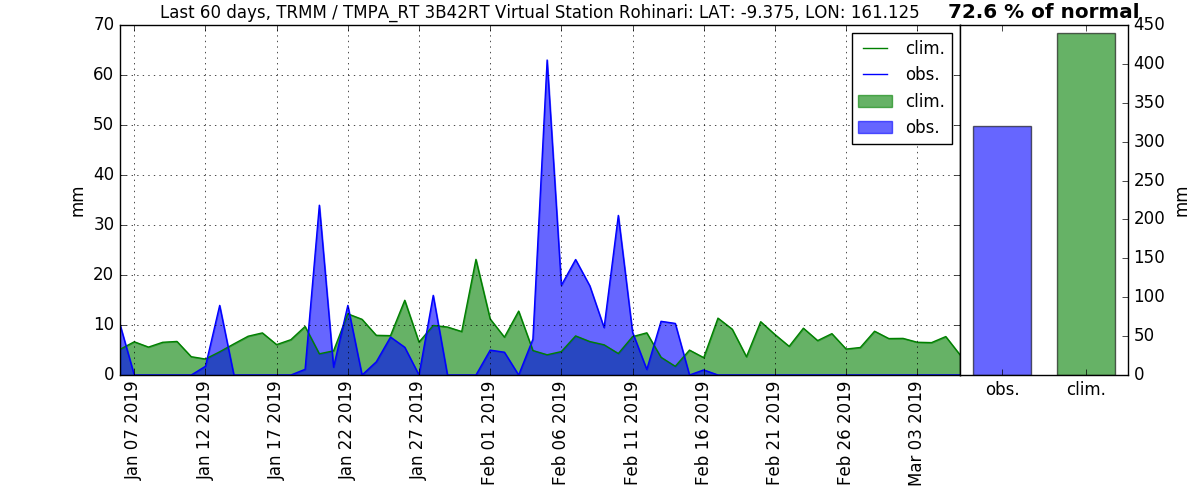 Last 60 days, TRMM / TMPA_RT 3B42RT Virtual Station Rohinari: LAT: -9.375, LON: 161.125
72.6 % of normal
70
60
50
40
30
20
10
0
mm
clim.
obs.
clim.
obs.
450
400
350
300
250
200
150
100
50
0
mm
Jan 07 2019
Jan 12 2019
Jan 17 2019
Jan 22 2019
Jan 27 2019
Feb 01 2019
Feb 06 2019
Feb 11 2019
Feb 16 2019
Feb 21 2019
Feb 26 2019
Mar 03 2019
obs.
clim.